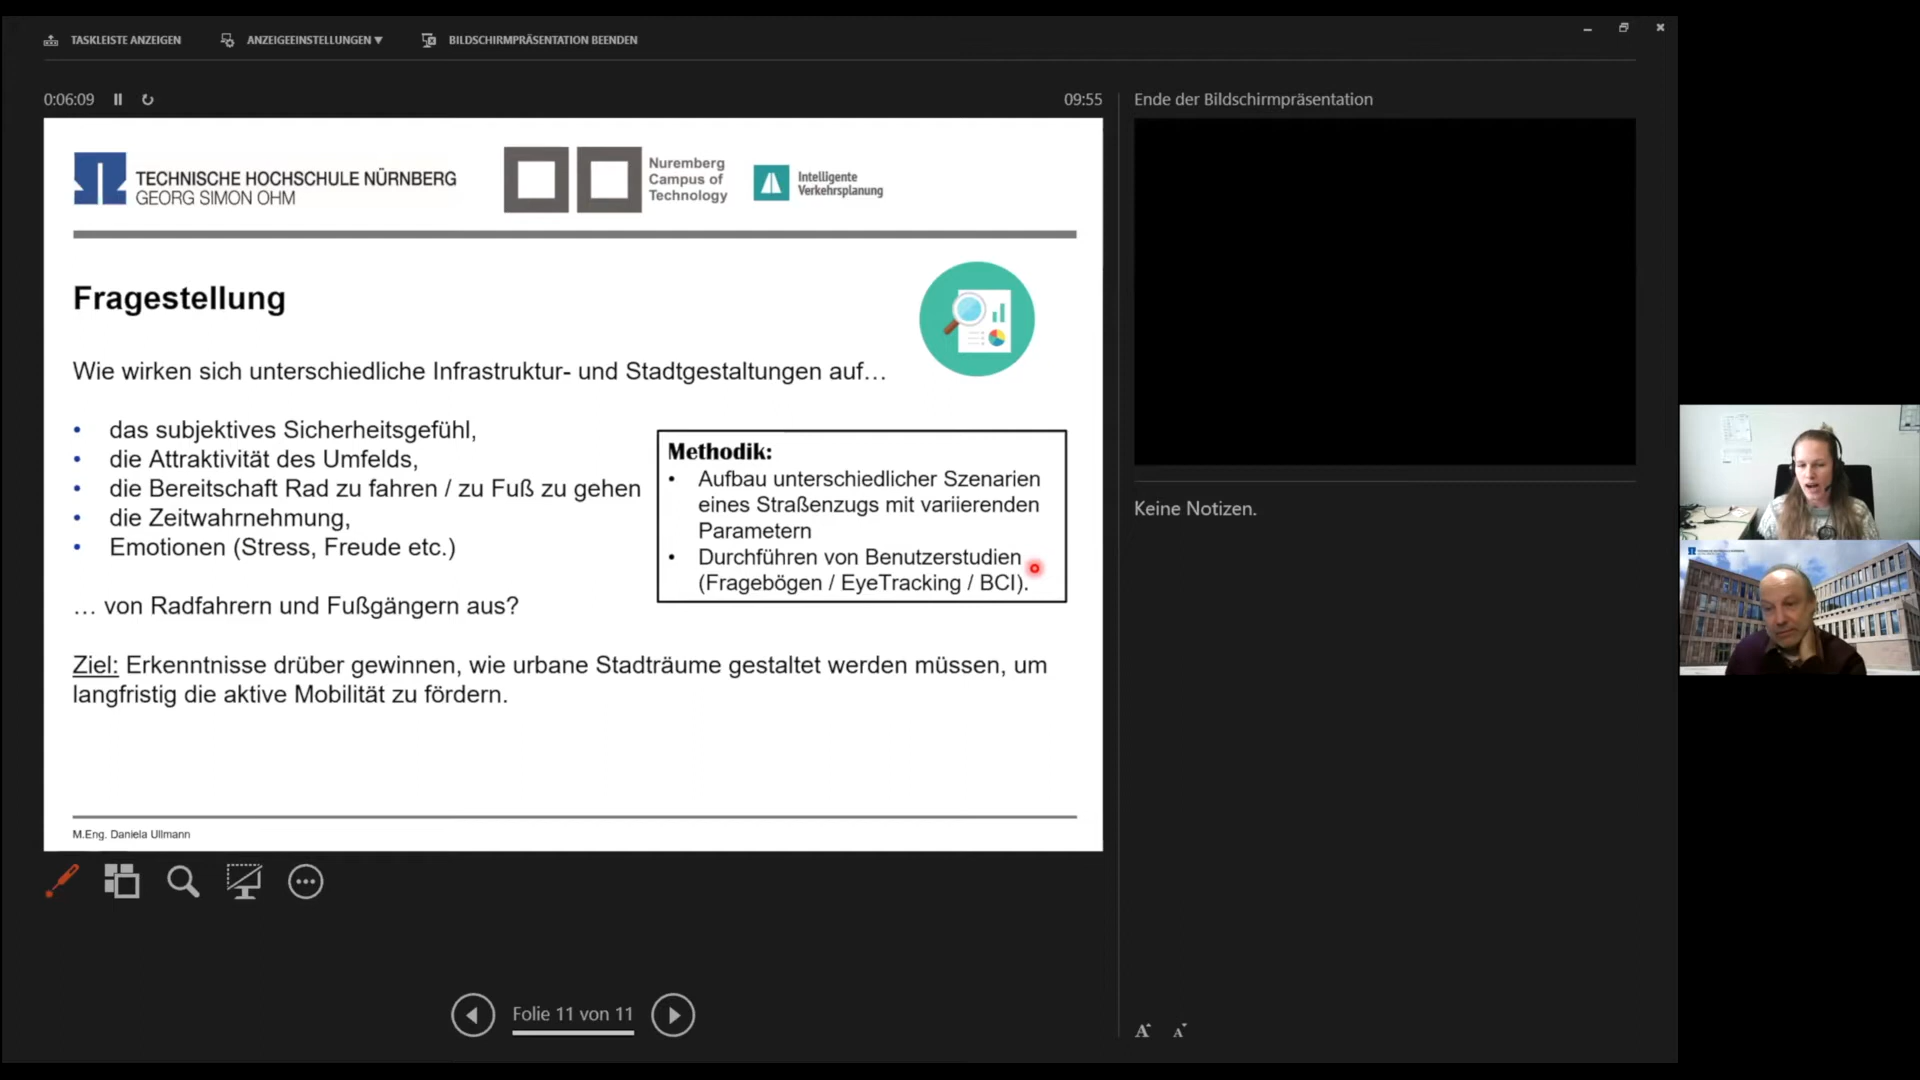 TASKLEISTE ANZEIGEN
ANZEIGEEINSTELLUNGEN ▼
BILDSCHIRMPRÄSENTATION BEENDEN
0:06:09
09:55
Ende der Bildschirmpräsentation
TECHNISCHE HOCHSCHULE NÜRNBERG
GEORG SIMON OHM
Nuremberg
Campus of
Technology
Intelligente
Verkehrsplanung
Fragestellung
Wie wirken sich unterschiedliche Infrastruktur- und Stadtgestaltungen auf…
• das subjektives Sicherheitsgefühl,
• die Attraktivität des Umfelds,
• die Bereitschaft Rad zu fahren / zu Fuß zu gehen
• die Zeitwahrnehmung,
• Emotionen (Stress, Freude etc.)
… von Radfahrern und Fußgängern aus?
Methodik:
• Aufbau unterschiedlicher Szenarien
eines Straßenzugs mit variierenden
Parametern
• Durchführen von Benutzerstudien
(Fragebögen / EyeTracking / BCI).
Ziel: Erkenntnisse drüber gewinnen, wie urbane Stadträume gestaltet werden müssen, um
langfristig die aktive Mobilität zu fördern.
M.Eng. Daniela Ullmann
Keine Notizen.
Folie 11 von 11
A A